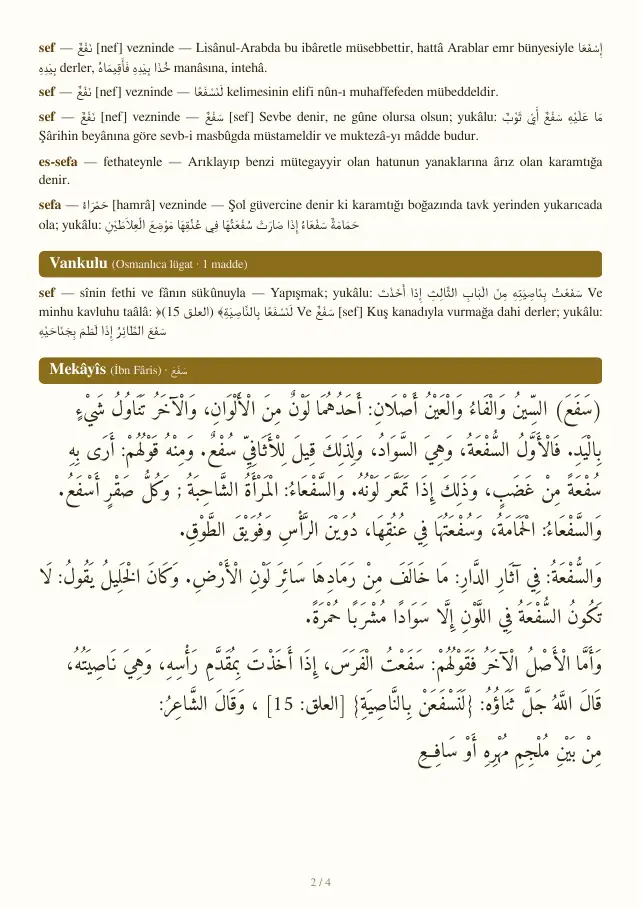 sef — نَفْعٌ [nef] vezninde — Lisânul-Arabda bu ibâretle müsebbettir, hattâ Arablar emr bünyesiyle إِسْفَعَا
بِيَدِهِ derler, خُذَا بِيَدِهِ فَأَقِيمَاهُ manâsına, intehâ.
sef — نَفْعٌ [nef] vezninde — لَنَسْفَعًا kelimesinin elifi nûn-ı muhaffefeden mübeddeldir.
sef — نَفْعٌ [nef] vezninde — سَفْعٌ [sef] Sevbe denir, ne gûne olursa olsun; yukâlu: مَا عَلَيْهِ سَفْعٌ أَيْ ثَوْبٌ
Şârihin beyânına göre sevb-i masbûgda müstameldir ve muktezâ-yı mâdde budur.
es-sefa — fethateynle — Arıklayıp benzi mütegayyir olan hatunun yanaklarına ârız olan karamtığa
denir.
sefa — حَمْرَاءُ [hamrâ] vezninde — Şol güvercine denir ki karamtığı boğazında tavk yerinden yukarıcada
ola; yukâlu: حَمَامَةٌ سَفْعَاءُ إِذَا صَارَتْ سُفْعَتُهَا فِي عُنُقِهَا مَوْضِعَ الْعِلَاطَيْنِ
Vankulu (Osmanlıca lügat · 1 madde)
sef — sînin fethi ve fânın sükûnuyla — Yapışmak; yukâlu: سَفَعْتُ بِنَاصِيَتِهِ مِنَ الْبَابِ الثَّالِثِ إِذَا أَخَذْتَ Ve
minhu kavluhu taâlâ: ﴿لَنَسْفَعًا بِالنَّاصِيَةِ﴾ (العلق 15) Ve سَفْعٌ [sef] Kuş kanadıyla vurmağa dahi derler; yukâlu:
سَفَعَ الطَّائِرُ إِذَا لَطَمَ بِجَنَاحَيْهِ
Mekâyîs (İbn Fâris) · سَفَعَ
(سَفَعَ) السِّينُ وَالْفَاءُ وَالْعَيْنُ أَصْلَانِ: أَحَدُهُمَا لَوْنٌ مِنَ الْأَلْوَانِ، وَالْآخَرُ تَنَاوُلُ شَيْءٍ
بِالْيَدِ. فَالْأَوَّلُ السُّفْعَةُ، وَهِيَ السَّوَادُ، وَلِذَلِكَ قِيلَ لِلْأَثَافِيِّ سُفْعٌ. وَمِنْهُ قَوْلُهُمْ: أَرَى بِهِ
سُفْعَةً مِنْ غَضَبٍ، وَذَلِكَ إِذَا تَمَعَّرَ لَوْنُهُ. وَالسَّفْعَاءُ: الْمَرْأَةُ الشَّاحِبَةُ ; وَكُلُّ صَقْرٍ أَسْفَعُ.
وَالسَّفْعَاءُ: الْحَمَامَةُ، وَسُفْعَتُهَا فِي عُنُقِهَا، دُوَيْنَ الرَّأْسِ وَفُوَيْقَ الطَّوْقِ.
وَالسُّفْعَةُ: فِي آثَارِ الدَّارِ: مَا خَالَفَ مِنْ رَمَادِهَا سَائِرَ لَوْنِ الْأَرْضِ. وَكَانَ الْخَلِيلُ يَقُولُ: لَا
تَكُونُ السُّفْعَةُ فِي اللَّوْنِ إِلَّا سَوَادًا مُشْرَبًا حُمْرَةً.
وَأَمَّا الْأَصْلُ الْآخَرُ فَقَوْلُهُمْ: سَفَعْتُ الْفَرَسَ، إِذَا أَخَذْتَ بِمُقَدَّمِ رَأْسِهِ، وَهِيَ نَاصِيَتُهُ،
قَالَ اللَّهُ جَلَّ ثَنَاؤُهُ: {لَنَسْفَعَنْ بِالنَّاصِيَةِ} [العلق: 15] ، وَقَالَ الشَّاعِرُ:
مِنْ بَيْنِ مُلْجِمِ مُهْرِهِ أَوْ سَافِعِ
2 / 4